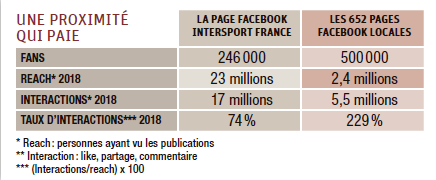 UNE PROXIMITÉ
QUI PAIE
LA PAGE FACEBOOK
INTERSPORT FRANCE
LES 652 PAGES
FACEBOOK LOCALES
FANS 246 000 500 000
REACH* 2018 23 millions 2,4 millions
INTERACTIONS* 2018 17 millions 5,5 millions
TAUX D'INTERACTIONS*** 2018 74 % 229 %
* Reach : personnes ayant vu les publications
** Interaction : like, partage, commentaire
*** (Interactions/reach) x 100